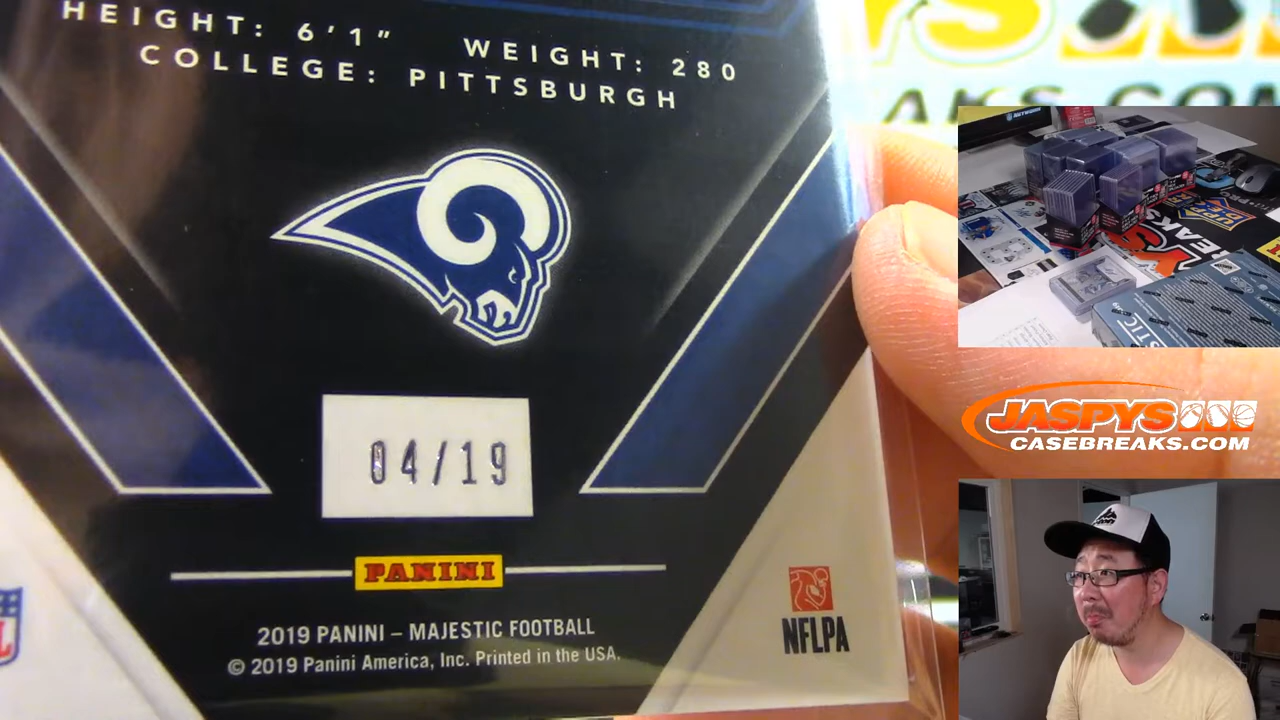 HEIGHT: 6'1" WEIGHT: 280
COLLEGE: PITTSBURGH
04/19
PANINI
2019 PANINI – MAJESTIC FOOTBALL
© 2019 Panini America, Inc. Printed in the USA.
NFLPA
JASPYS
CASEBREAKS.COM